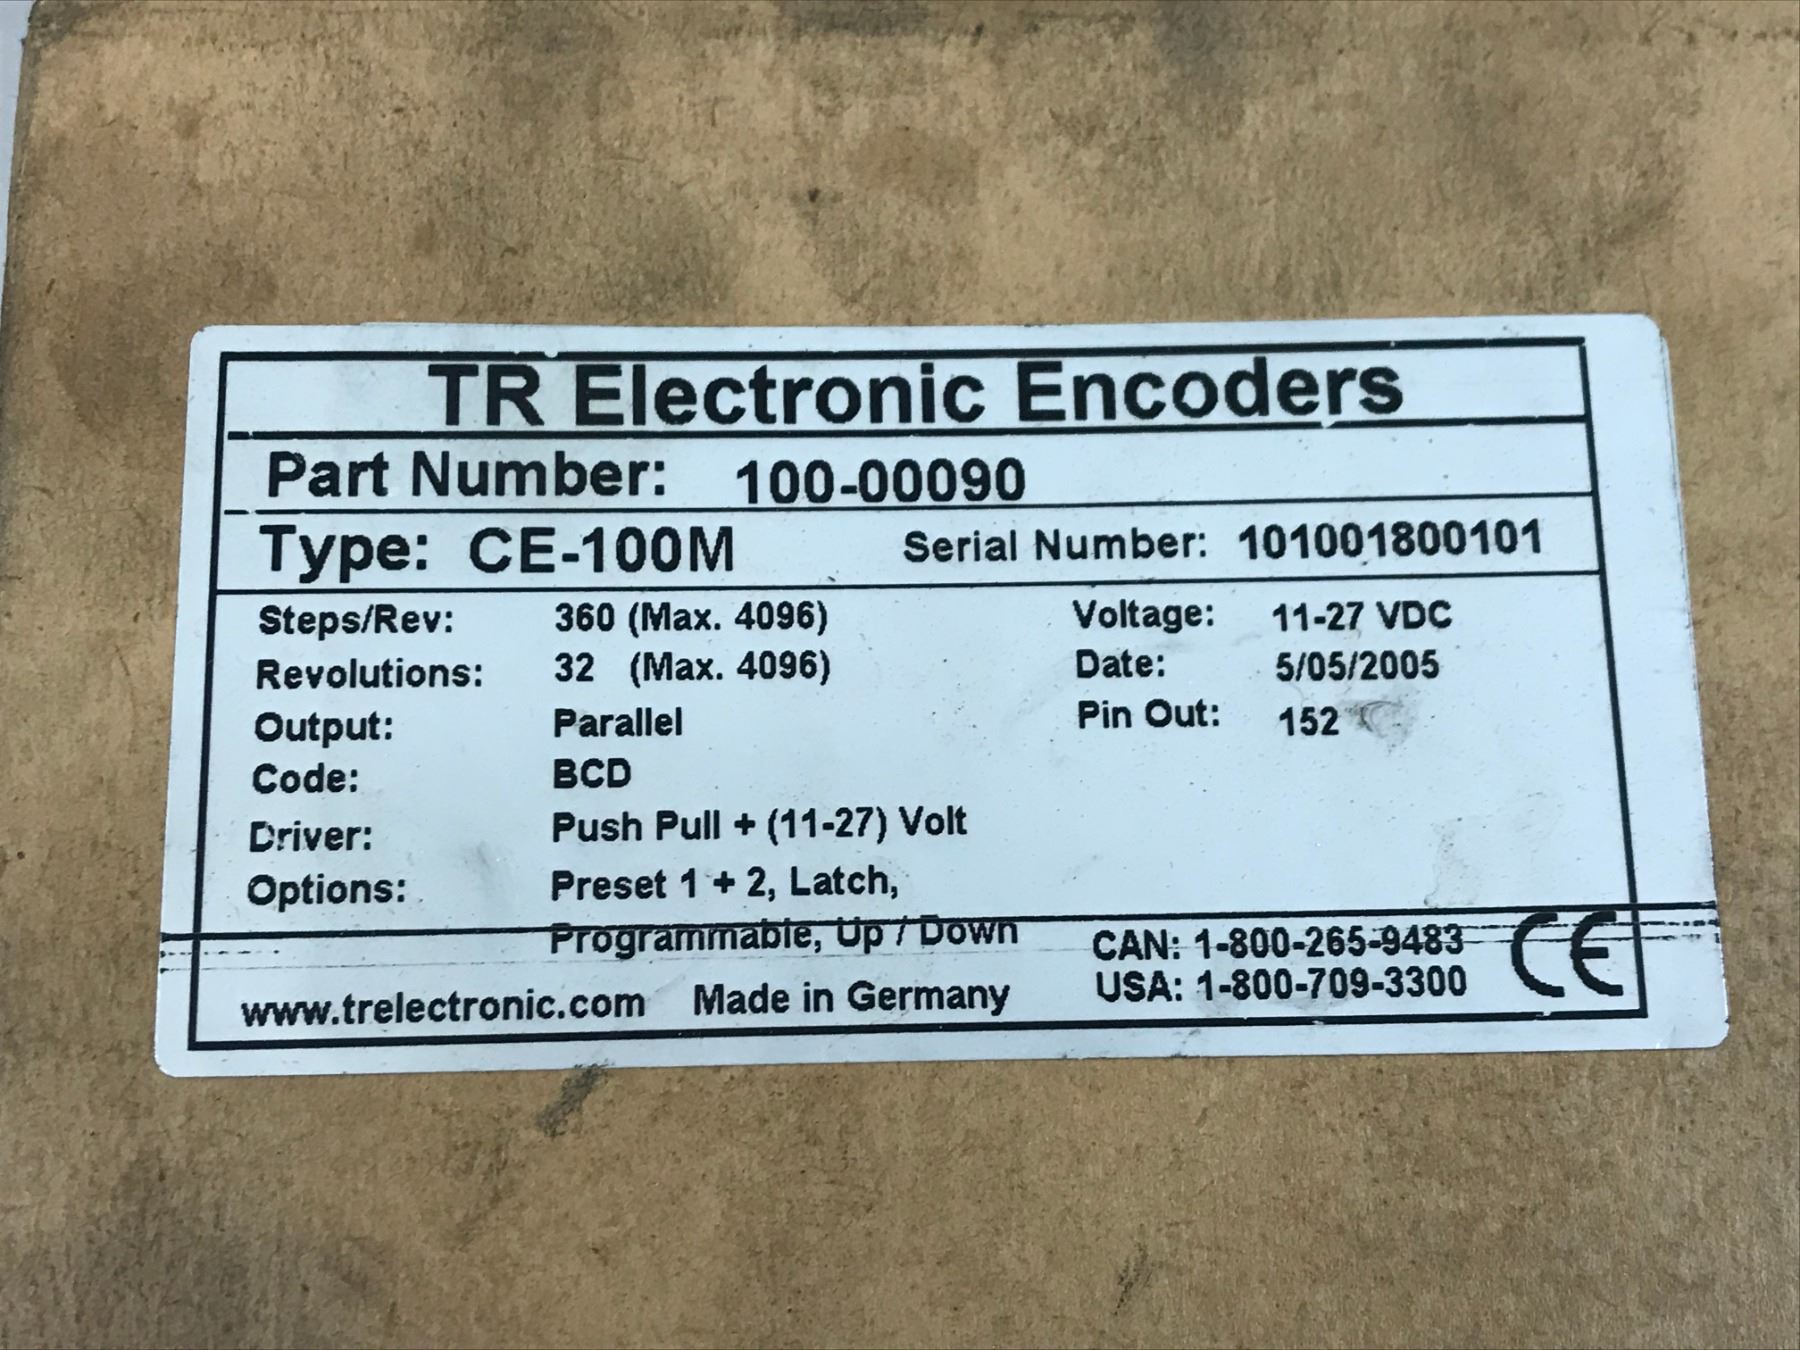 TR Electronic Encoders
Part Number: 100-00090
Type: CE-100M Serial Number: 101001800101
Steps/Rev: 360 (Max. 4096) Voltage: 11-27 VDC
Revolutions: 32 (Max. 4096) Date: 5/05/2005
Output: Parallel Pin Out: 152
Code: BCD
Driver: Push Pull + (11-27) Volt
Options: Preset 1 + 2, Latch,
Programmable, Up / Down CAN: 1-800-265-9483 CE
www.trelectronic.com Made in Germany USA: 1-800-709-3300